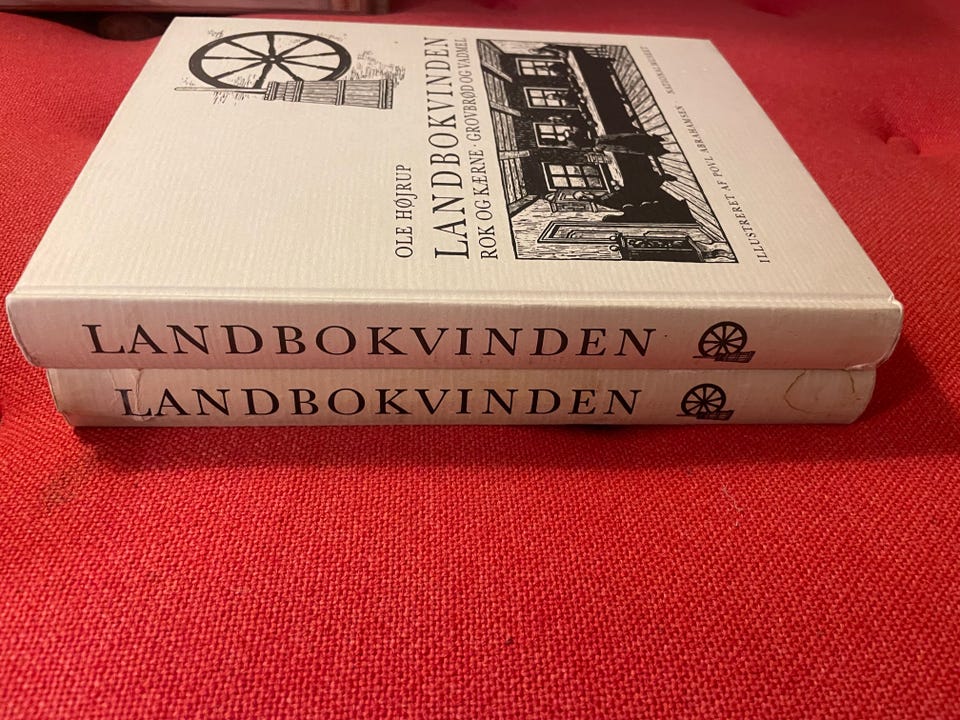 OLE HØJRUP
LANDBOKVINDEN
ROK OG KÆRNE · GROVBRØD OG VADMEL
ILLUSTRERET AF POVL ABRAHAMSEN NATIONALMUSEET
LANDBOKVINDEN
LANDBOKVINDEN